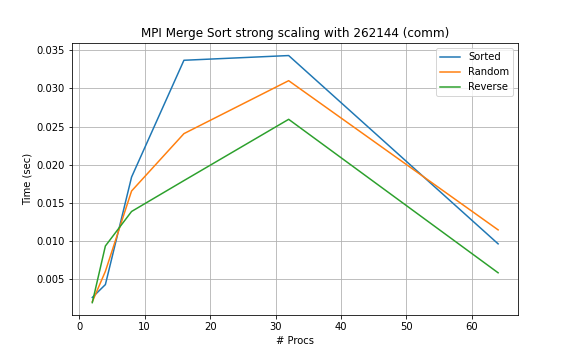 MPI Merge Sort strong scaling with 262144 (comm)
Sorted
Random
Reverse
0.035
0.030
0.025
0.020
0.015
0.010
0.005
Time (sec)
0 10 20 30 40 50 60
# Procs